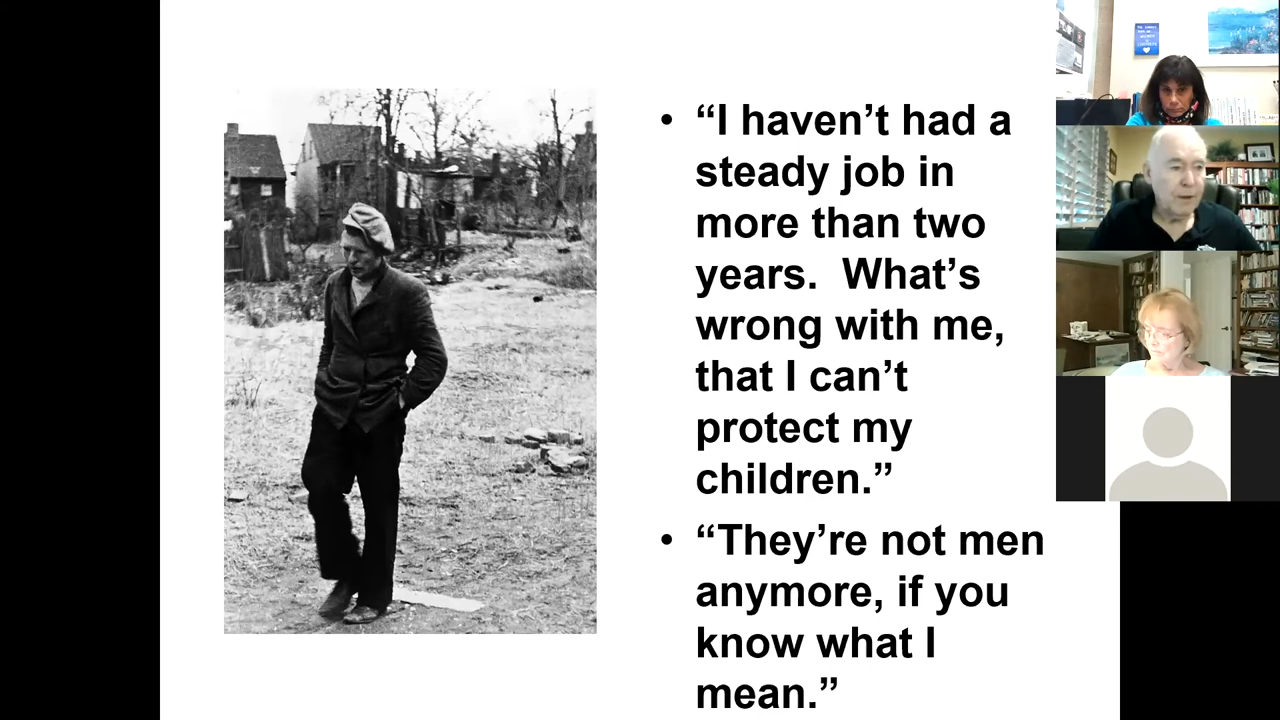 • “I haven’t had a
steady job in
more than two
years.  What’s
wrong with me,
that I can’t
protect my
children.”
• “They’re not men
anymore, if you
know what I
mean.”